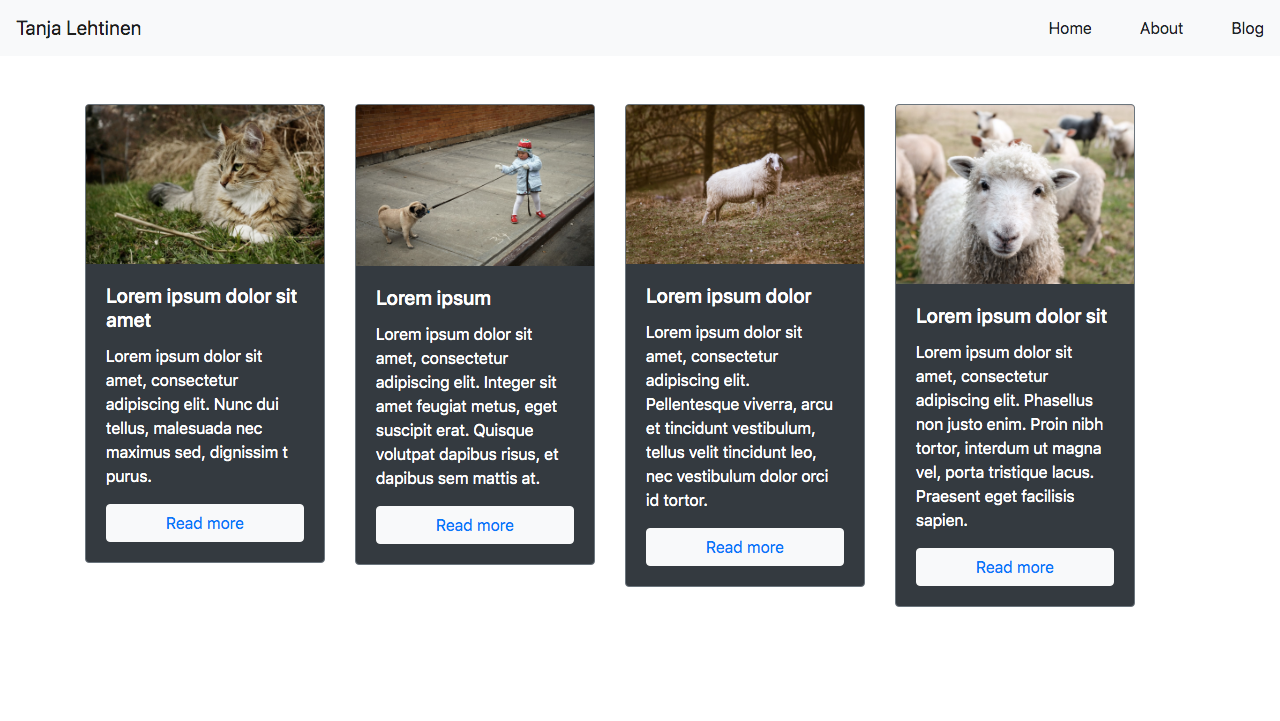 Tanja Lehtinen
Home
About
Blog
Lorem ipsum dolor sit
amet
Lorem ipsum dolor sit
amet, consectetur
adipiscing elit. Nunc dui
tellus, malesuada nec
maximus sed, dignissim t
purus.
Read more
Lorem ipsum
Lorem ipsum dolor sit
amet, consectetur
adipiscing elit. Integer sit
amet feugiat metus, eget
suscipit erat. Quisque
volutpat dapibus risus, et
dapibus sem mattis at.
Read more
Lorem ipsum dolor
Lorem ipsum dolor sit
amet, consectetur
adipiscing elit.
Pellentesque viverra, arcu
et tincidunt vestibulum,
tellus velit tincidunt leo,
nec vestibulum dolor orci
id tortor.
Read more
Lorem ipsum dolor sit
Lorem ipsum dolor sit
amet, consectetur
adipiscing elit. Phasellus
non justo enim. Proin nibh
tortor, interdum ut magna
vel, porta tristique lacus.
Praesent eget facilisis
sapien.
Read more